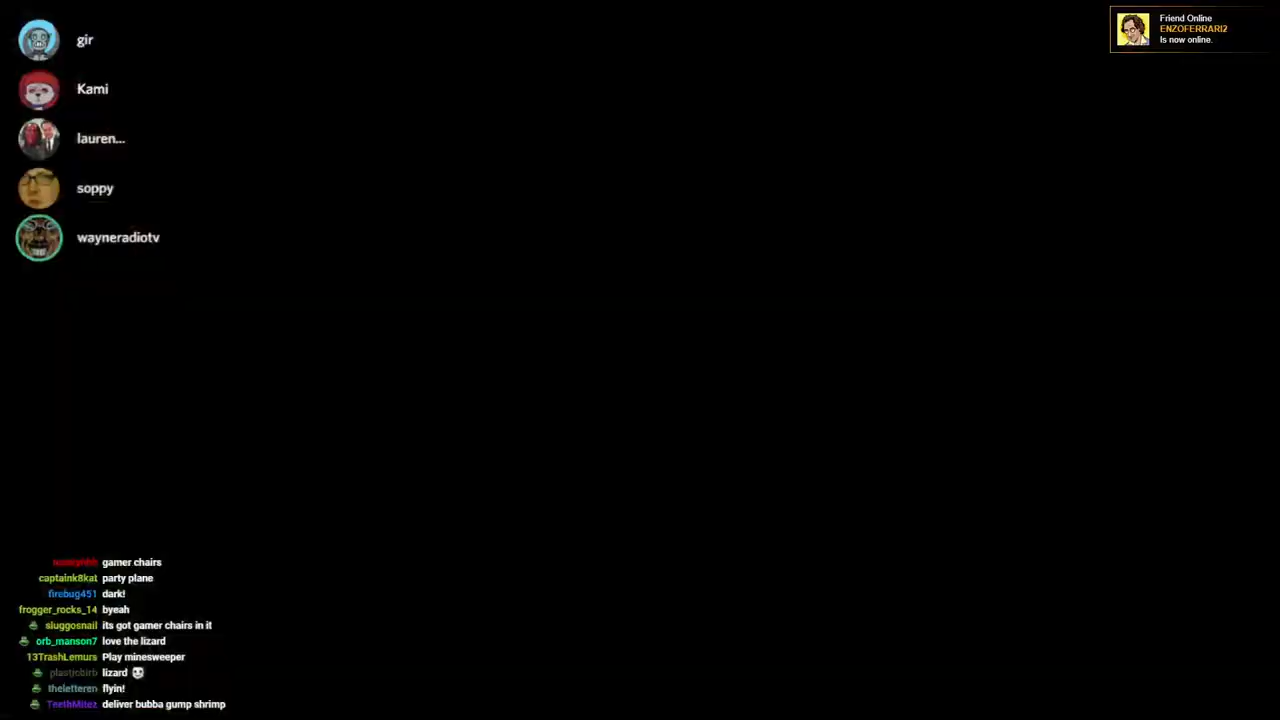 gir
Kami
lauren...
soppy
wayneradiotv
Friend Online
ENZOFERRARI2
Is now online.
gamer chairs
captaink8kat party plane
firebug451 dark!
frogger_rocks_14 byeah
sluggosnail its got gamer chairs in it
orb_manson7 love the lizard
13TrashLemurs Play minesweeper
lizard
theletteren flyin!
TeethMitez deliver bubba gump shrimp